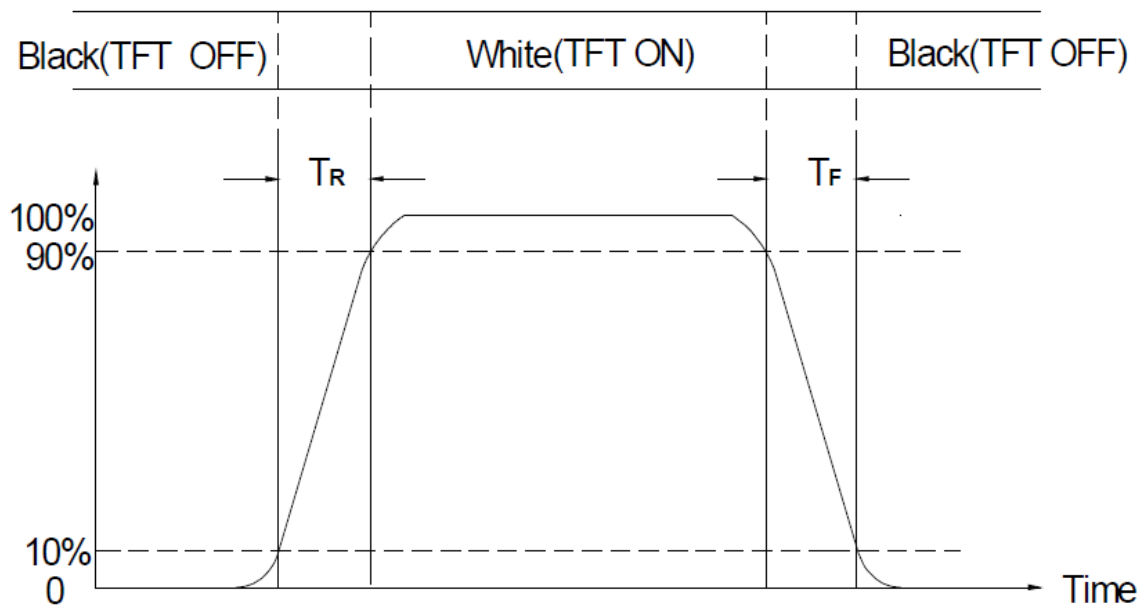 Black(TFT OFF) White(TFT ON) Black(TFT OFF)
TR TF
100%
90%
10%
0
Time